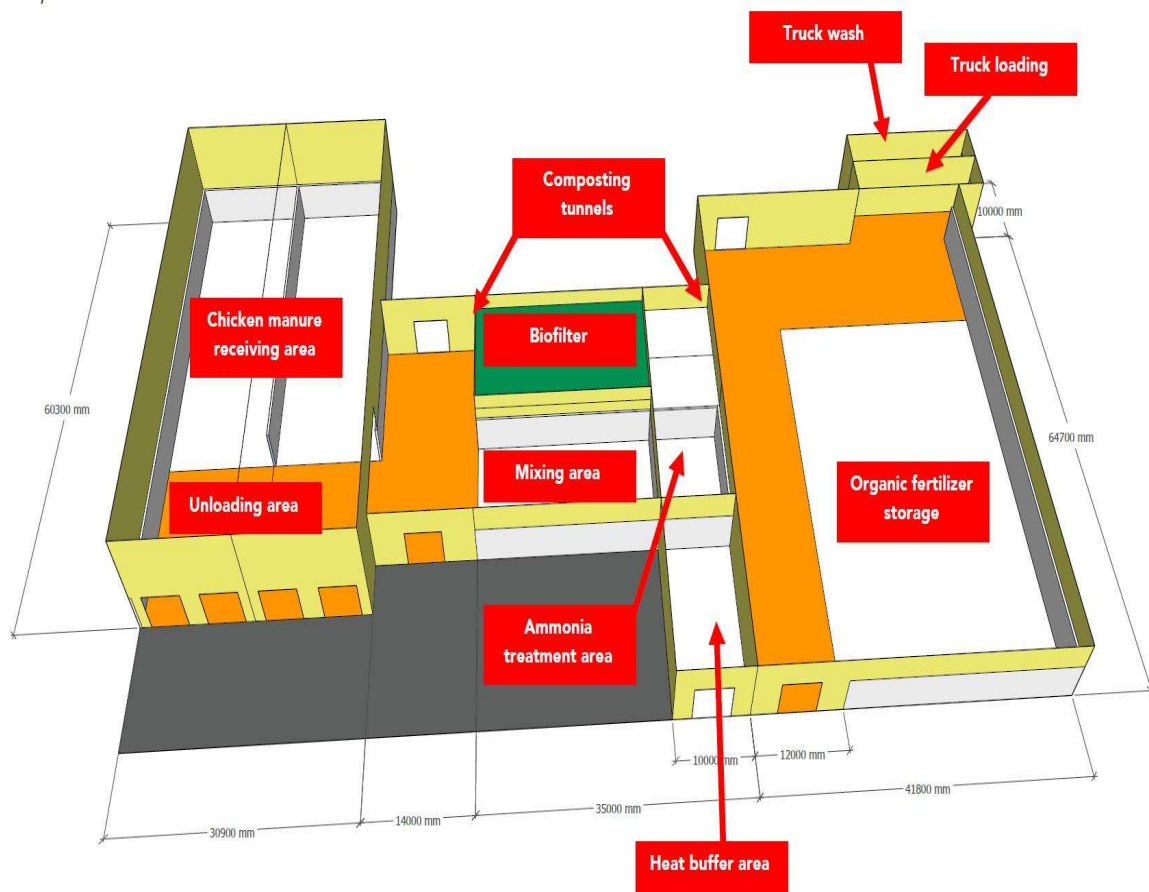 Truck wash
Truck loading
Composting
tunnels
10000 mm
Chicken manure
receiving area
Biofilter
60300 mm
64700 mm
Unloading area
Mixing area
Organic fertilizer
storage
Ammonia
treatment area
10000 mm
12000 mm
41800 mm
35000 mm
14000 mm
30900 mm
Heat buffer area